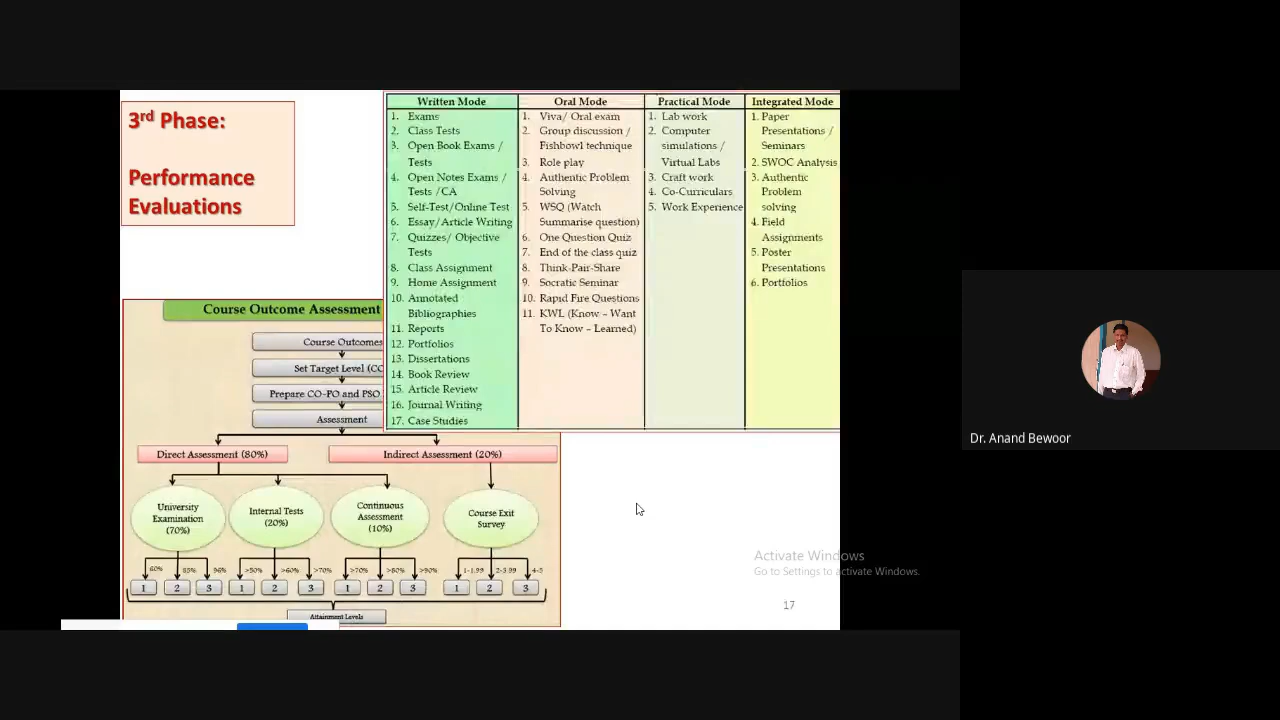 3rd Phase:
Performance
Evaluations
Written Mode
1. Exams
2. Class Tests
3. Open Book Exams /
Tests
4. Open Notes Exams /
Tests /CA
5. Self-Test/Online Test
6. Essay/Article Writing
7. Quizzes/ Objective
Tests
8. Class Assignment
9. Home Assignment
10. Annotated
Bibliographies
11. Reports
12. Portfolios
13. Dissertations
14. Book Review
15. Article Review
16. Journal Writing
17. Case Studies
Oral Mode
1. Viva/ Oral exam
2. Group discussion /
Fishbowl technique
3. Role play
4. Authentic Problem
Solving
5. WSQ (Watch
Summarise question)
6. One Question Quiz
7. End of the class quiz
8. Think-Pair-Share
9. Socratic Seminar
10. Rapid Fire Questions
11. KWL (Know – Want
To Know – Learned)
Practical Mode
1. Lab work
2. Computer
simulations /
Virtual Labs
3. Craft work
4. Co-Curriculars
5. Work Experience
Integrated Mode
1. Paper
Presentations /
Seminars
2. SWOC Analysis
3. Authentic
Problem
solving
4. Field
Assignments
5. Poster
Presentations
6. Portfolios
Course Outcome Assessment
Course Outcomes
Set Target Level (CO
Prepare CO-PO and PSO
Assessment
Direct Assessment (80%)
Indirect Assessment (20%)
University
Examination
(70%)
Internal Tests
(20%)
Continuous
Assessment
(10%)
Course Exit
Survey
>50% >60% >70%
>70% >80% >90%
1-1.99 2-3.99 4-5
1 2 3 1 2 3 1 2 3 1 2 3
Attainment Levels
Activate Windows
Go to Settings to activate Windows.
17
Dr. Anand Bewoor